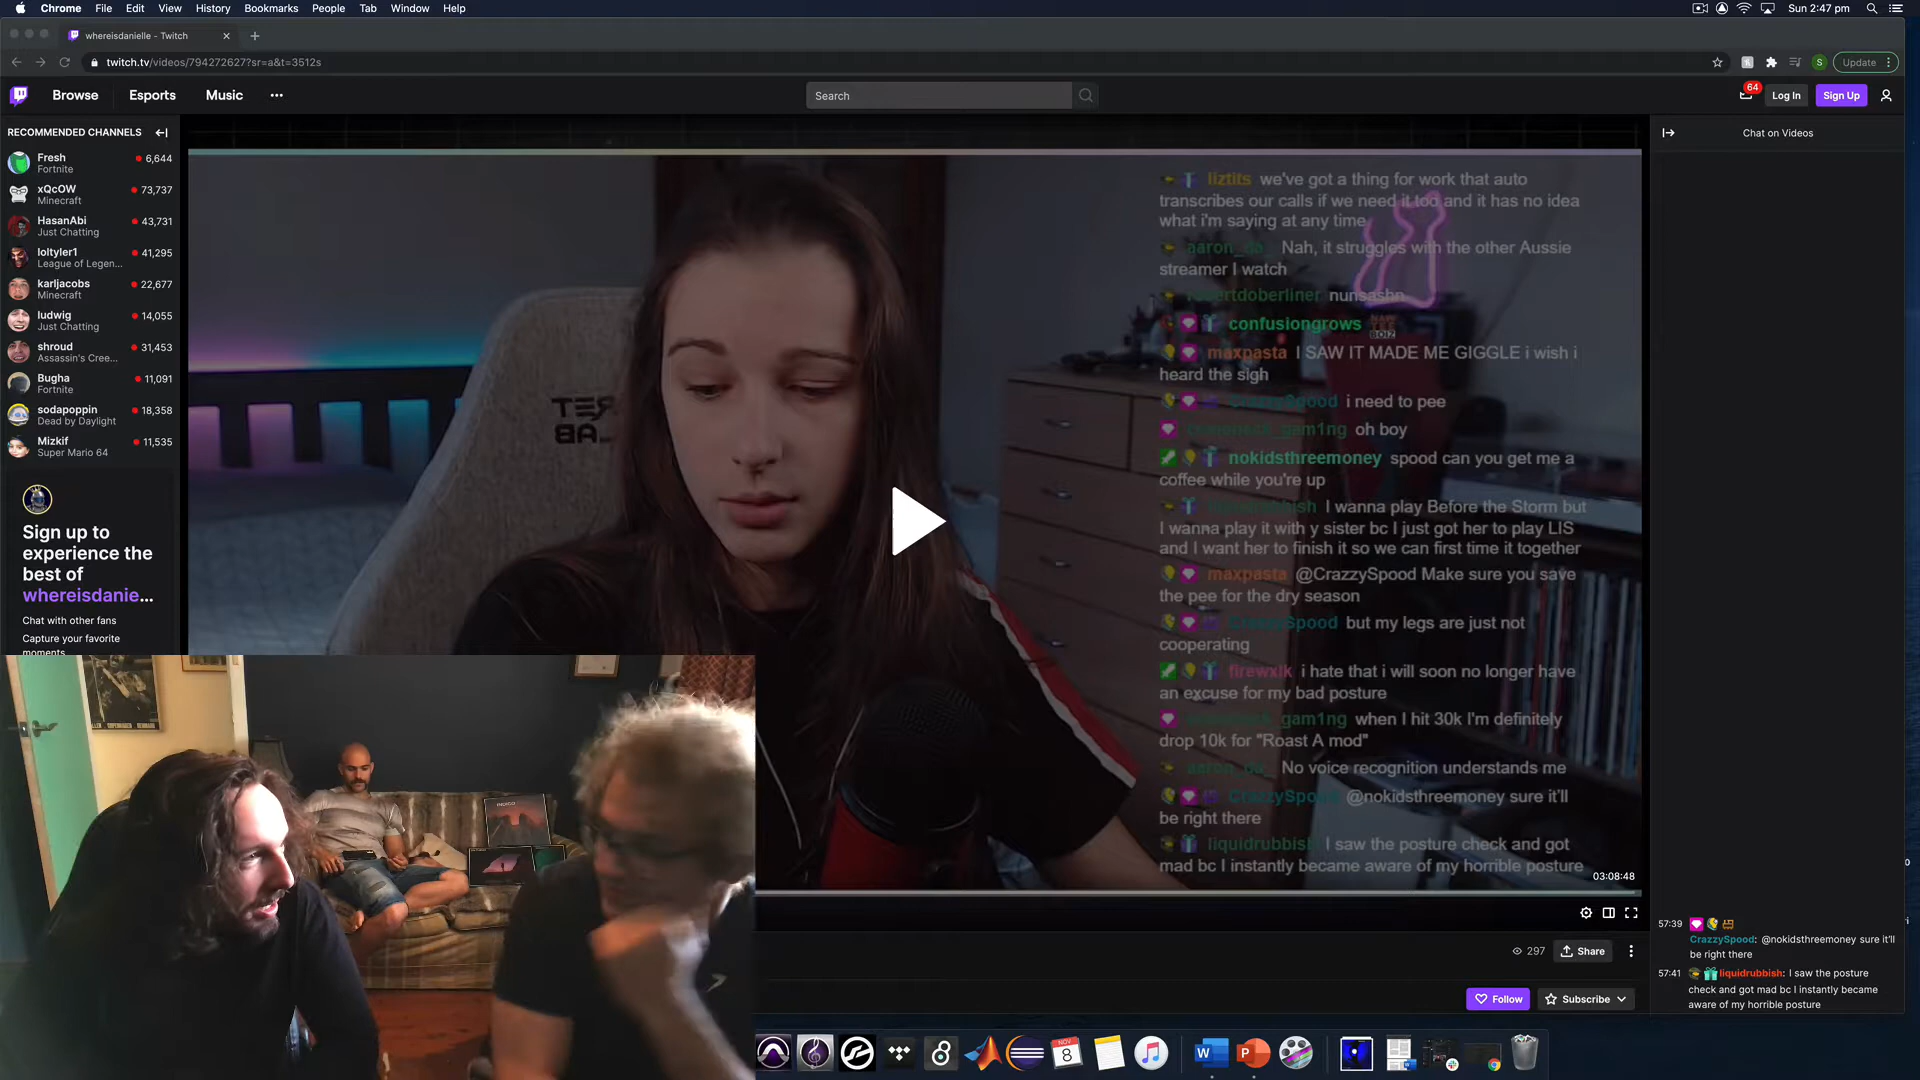 Chrome File Edit View History Bookmarks People Tab Window Help
Sun 2:47 pm
whereisdanielle - Twitch
twitch.tv/videos/794272627?sr=a&t=3512s
S
Update
Browse Esports Music
Search
64
Log In
Sign Up
RECOMMENDED CHANNELS
Fresh 6,644
Fortnite
xQcOW 73,737
Minecraft
HasanAbi 43,731
Just Chatting
loltyler1 41,295
League of Legen...
karljacobs 22,677
Minecraft
ludwig 14,055
Just Chatting
shroud 31,453
Assassin's Cree...
Bugha 11,091
Fortnite
sodapoppin 18,358
Dead by Daylight
Mizkif 11,535
Super Mario 64
Sign up to
experience the
best of
whereisdanie...
Chat with other fans
Capture your favorite
moments
liztits we've got a thing for work that auto
transcribes our calls if we need it too and it has no idea
what i'm saying at any time
Nah, it struggles with the other Aussie
streamer I watch
nunsashn
confusiongrows
maxpasta I SAW IT MADE ME GIGGLE i wish i
heard the sigh
CrazzySpood i need to pee
oh boy
nokidsthreemoney spood can you get me a
coffee while you're up
I wanna play Before the Storm but
I wanna play it with y sister bc I just got her to play LIS
and I want her to finish it so we can first time it together
maxpasta @CrazzySpood Make sure you save
the pee for the dry season
CrazzySpood but my legs are just not
cooperating
firewxlk i hate that i will soon no longer have
an excuse for my bad posture
when I hit 30k I'm definitely
drop 10k for "Roast A mod"
No voice recognition understands me
CrazzySpood @nokidsthreemoney sure it'll
be right there
liquidrubbish I saw the posture check and got
mad bc I instantly became aware of my horrible posture
03:08:48
297
Share
Follow
Subscribe
Chat on Videos
57:39
CrazzySpood: @nokidsthreemoney sure it'll
be right there
57:41 liquidrubbish: I saw the posture
check and got mad bc I instantly became
aware of my horrible posture
INDIGO
NOV
8